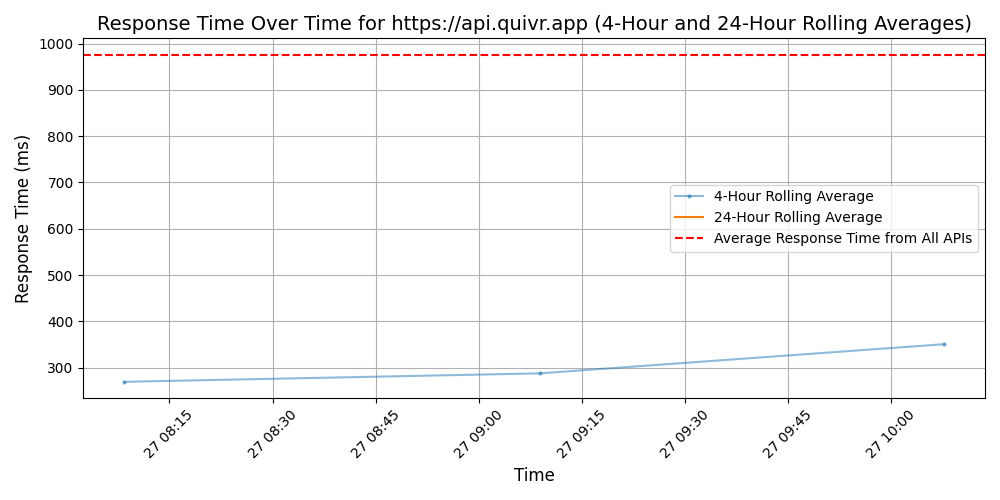 Response Time Over Time for https://api.quivr.app (4-Hour and 24-Hour Rolling Averages)
Response Time (ms)
1000
900
800
700
600
500
400
300
4-Hour Rolling Average
24-Hour Rolling Average
Average Response Time from All APIs
27 08:15
27 08:30
27 08:45
27 09:00
27 09:15
27 09:30
27 09:45
27 10:00
Time